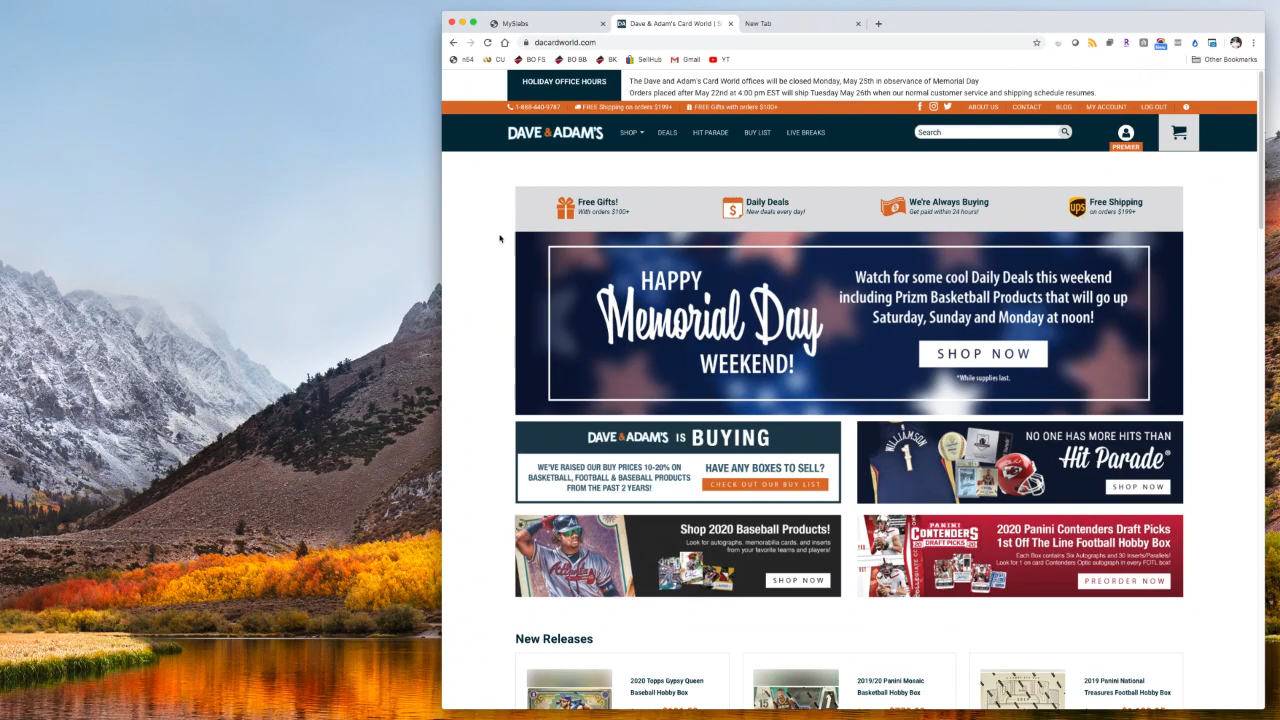 MySlabs
Dave & Adam's Card World | S
New Tab
dacardworld.com
n64
CU
BO FS
BO BB
BK
SellHub
Gmail
YT
Other Bookmarks
HOLIDAY OFFICE HOURS
The Dave and Adam's Card World offices will be closed Monday, May 25th in observance of Memorial Day
Orders placed after May 22nd at 4:00 pm EST will ship Tuesday May 26th when our normal customer service and shipping schedule resumes.
1-888-440-9787
FREE Shipping on orders $199+
FREE Gifts with orders $100+
ABOUT US
CONTACT
BLOG
MY ACCOUNT
LOG OUT
DAVE & ADAM'S
SHOP
DEALS
HIT PARADE
BUY LIST
LIVE BREAKS
Search
PREMIER
Free Gifts!
With orders $100+
Daily Deals
New deals every day!
We're Always Buying
Get paid within 24 hours!
Free Shipping
on orders $199+
HAPPY
Memorial Day
WEEKEND!
Watch for some cool Daily Deals this weekend
including Prizm Basketball Products that will go up
Saturday, Sunday and Monday at noon!
SHOP NOW
*While supplies last.
DAVE & ADAM'S IS BUYING
WE'VE RAISED OUR BUY PRICES 10-20% ON
BASKETBALL, FOOTBALL & BASEBALL PRODUCTS
FROM THE PAST 2 YEARS!
HAVE ANY BOXES TO SELL?
CHECK OUT OUR BUY LIST
WILLIAMSON
1
NO ONE HAS MORE HITS THAN
Hit Parade®
SHOP NOW
Shop 2020 Baseball Products!
Look for autographs, memorabilia cards, and inserts
from your favorite teams and players!
SHOP NOW
PANINI
CONTENDERS
DRAFT PICKS
2020 Panini Contenders Draft Picks
1st Off The Line Football Hobby Box
Each Box contains Six Autographs and 30 Inserts/Parallels!
Look for 1 on card Contenders Optic autograph in every FOTL box!
PREORDER NOW
New Releases
2020 Topps Gypsy Queen
Baseball Hobby Box
2019/20 Panini Mosaic
Basketball Hobby Box
2019 Panini National
Treasures Football Hobby Box